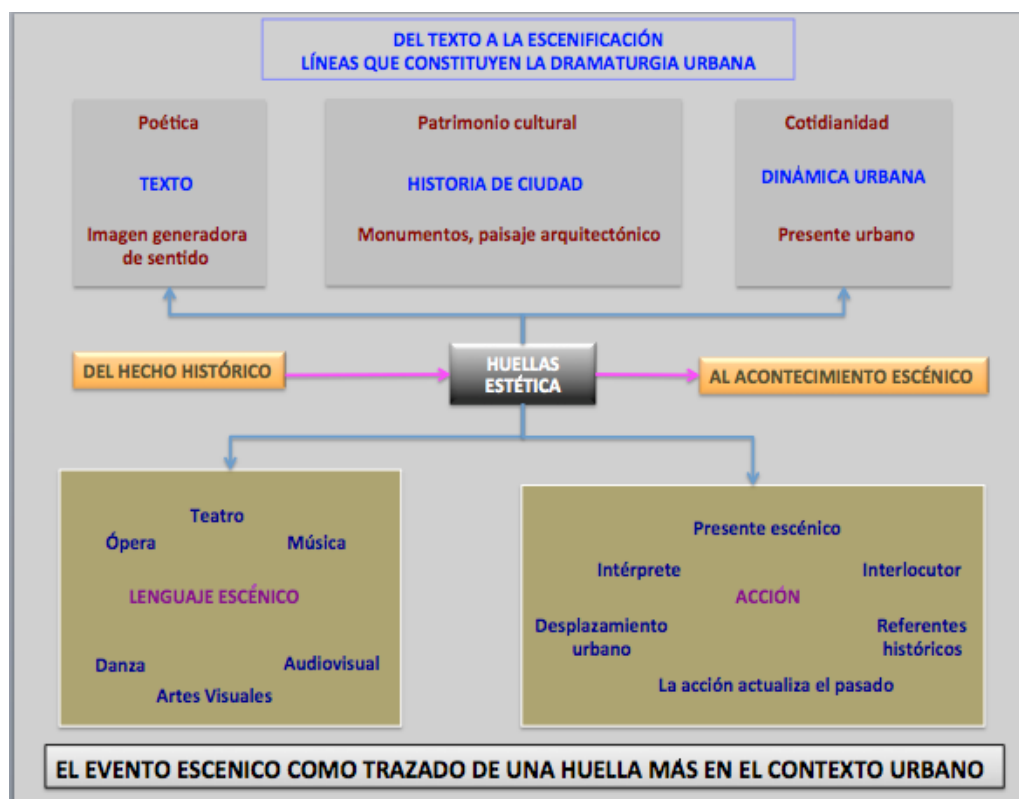 DEL TEXTO A LA ESCENIFICACIÓN
LÍNEAS QUE CONSTITUYEN LA DRAMATURGIA URBANA
Poética
TEXTO
Imagen generadora
de sentido
Patrimonio cultural
HISTORIA DE CIUDAD
Monumentos, paisaje arquitectónico
Cotidianidad
DINÁMICA URBANA
Presente urbano
DEL HECHO HISTÓRICO
HUELLAS
ESTÉTICA
AL ACONTECIMIENTO ESCÉNICO
Teatro
Ópera
Música
LENGUAJE ESCÉNICO
Danza
Audiovisual
Artes Visuales
Presente escénico
Intérprete
Interlocutor
ACCIÓN
Desplazamiento
urbano
Referentes
históricos
La acción actualiza el pasado
EL EVENTO ESCENICO COMO TRAZADO DE UNA HUELLA MÁS EN EL CONTEXTO URBANO